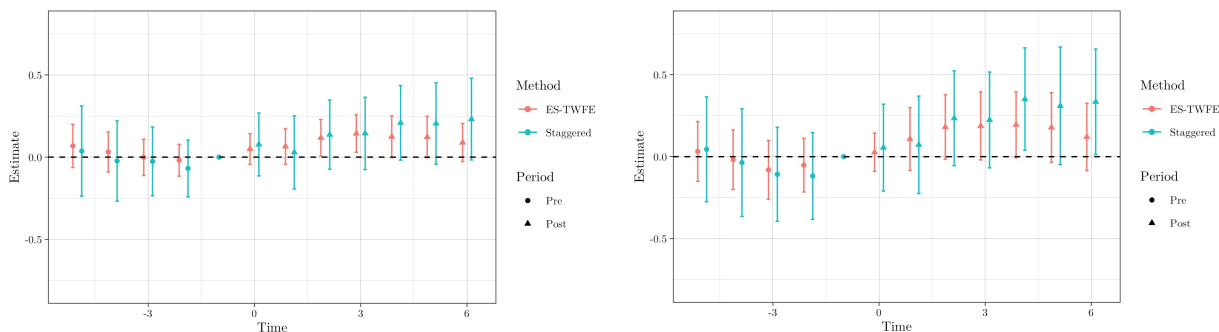 0.5
0.0
-0.5
Estimate
-3
0
3
6
Time
Method
ES-TWFE
Staggered
Period
Pre
Post
0.5
0.0
-0.5
Estimate
-3
0
3
6
Time
Method
ES-TWFE
Staggered
Period
Pre
Post